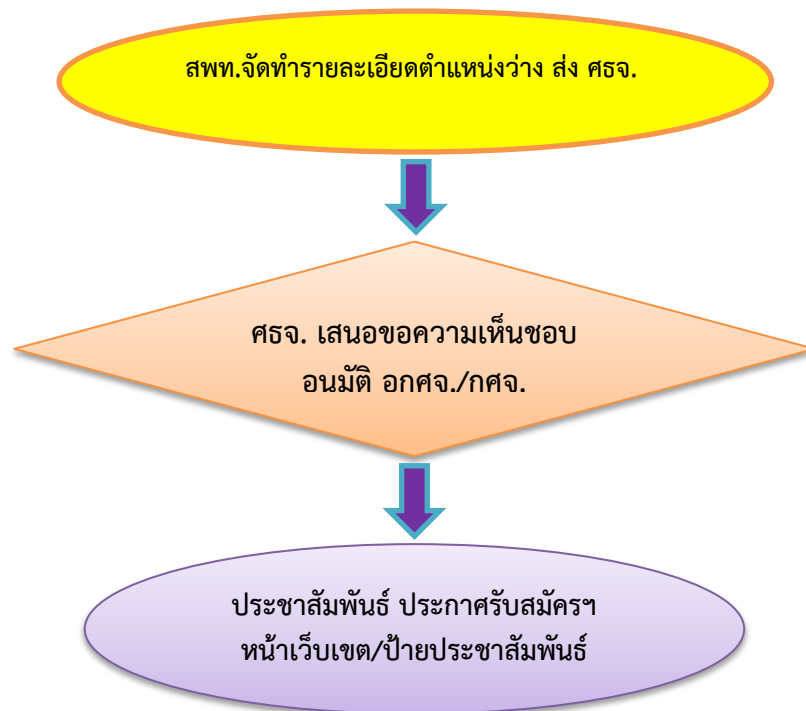 สพท.จัดทำรายละเอียดตำแหน่งว่าง ส่ง ศธจ.
ศธจ. เสนอขอความเห็นชอบ
อนมัติ อกศจ./กศจ.
ประชาสัมพันธ์ ประกาศรับสมัครฯ
หน้าเว็บเขต/ป้ายประชาสัมพันธ์